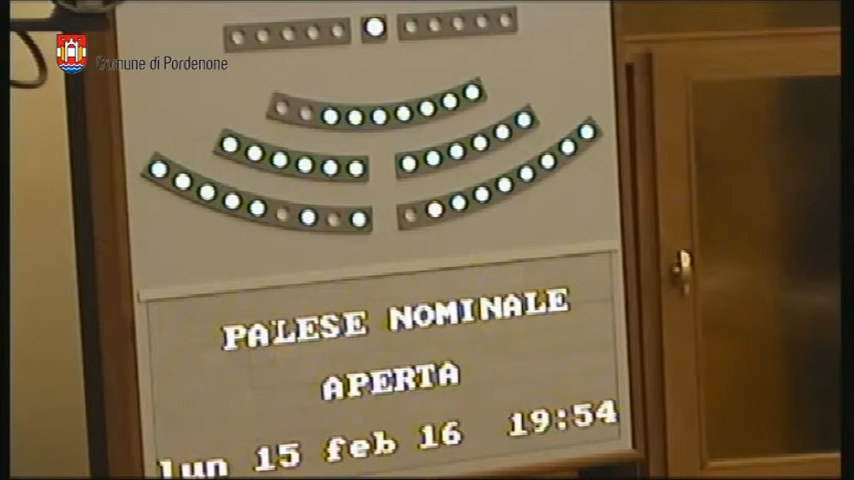 Comune di Pordenone
PALESE NOMINALE
APERTA
lun 15 feb 16 19:54